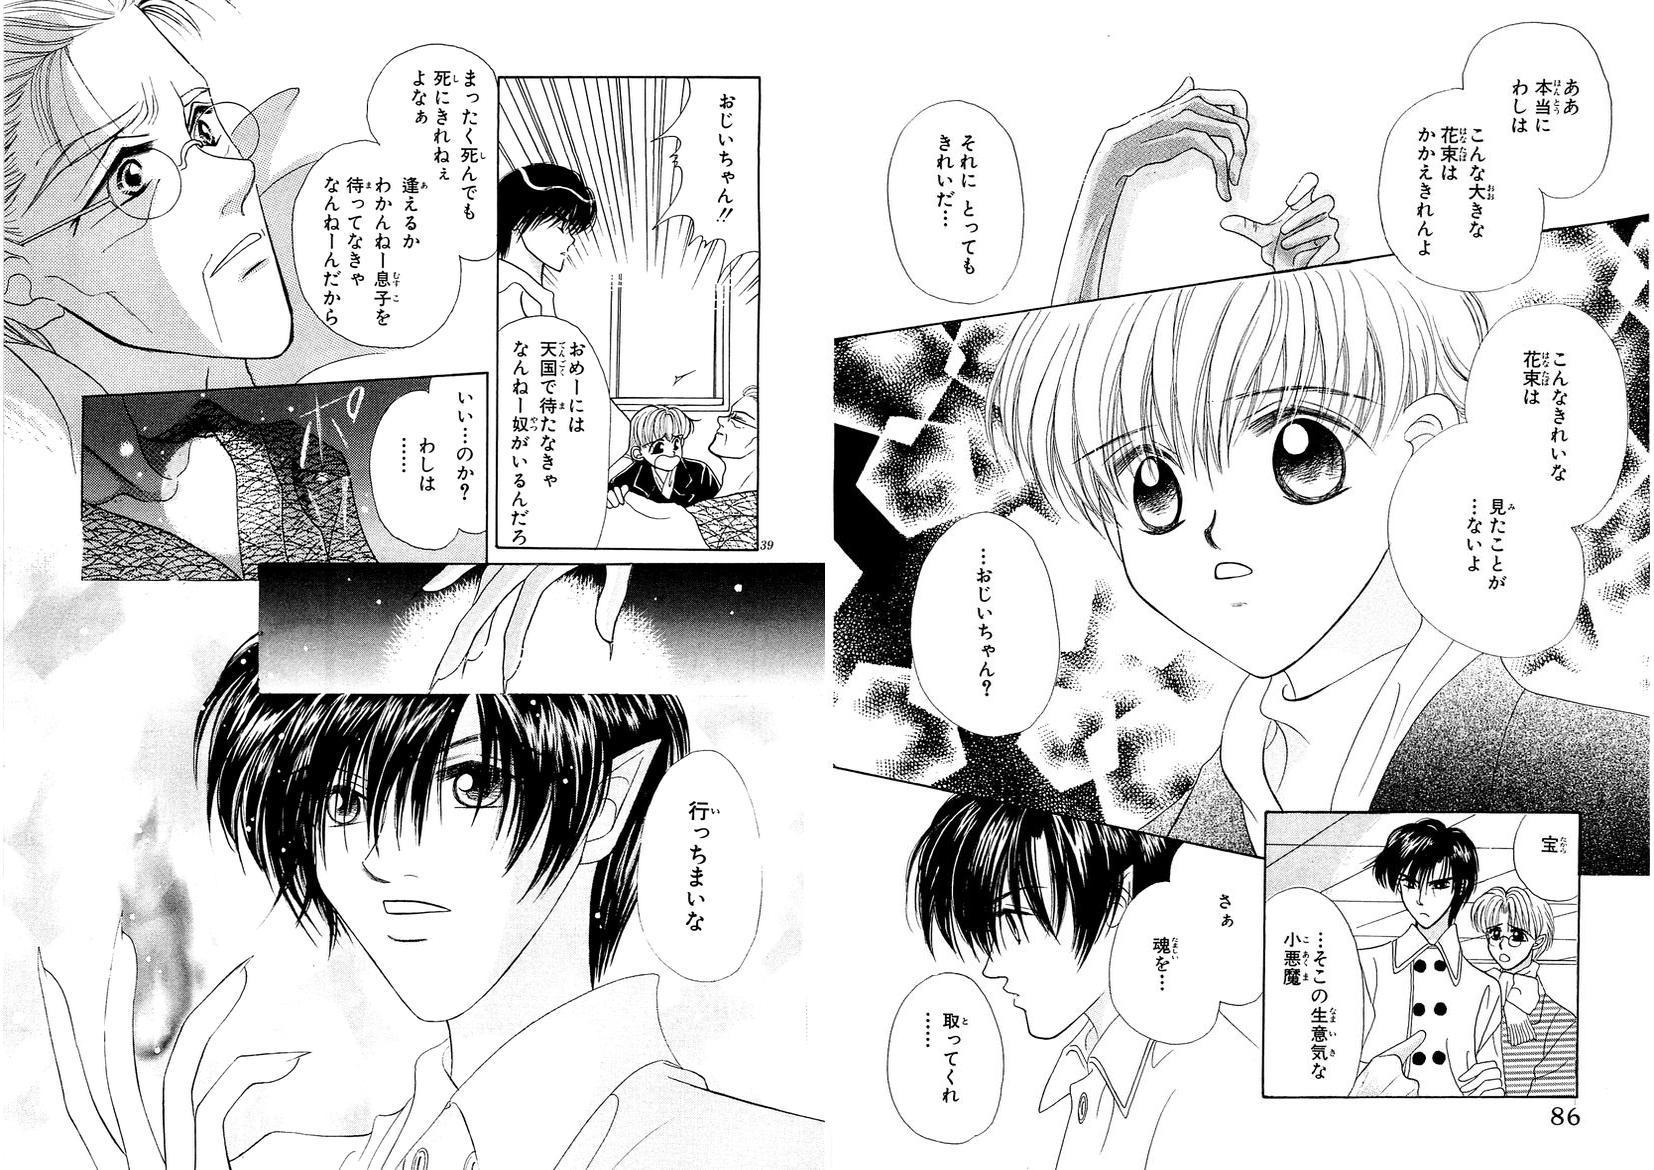 ああ
本当に
わしは
こんな大きな
花束は
かかえきれんよ
それに とっても
きれいだ…
こんなきれいな
花束は
見たことが
…ないよ
…おじいちゃん?
宝
…そこの生意気な
小悪魔
さぁ
魂を…
取ってくれ
……
86
おじいちゃん!!
おめーには
天国で待たなきゃ
なんねー奴がいるんだろ
39
まったく死んでも
死にきれねぇ
よなぁ
逢えるか
わかんねー息子を
待ってなきゃ
なんねーんだから
いい…のか?
わしは
……
ポウ
行っちまいな